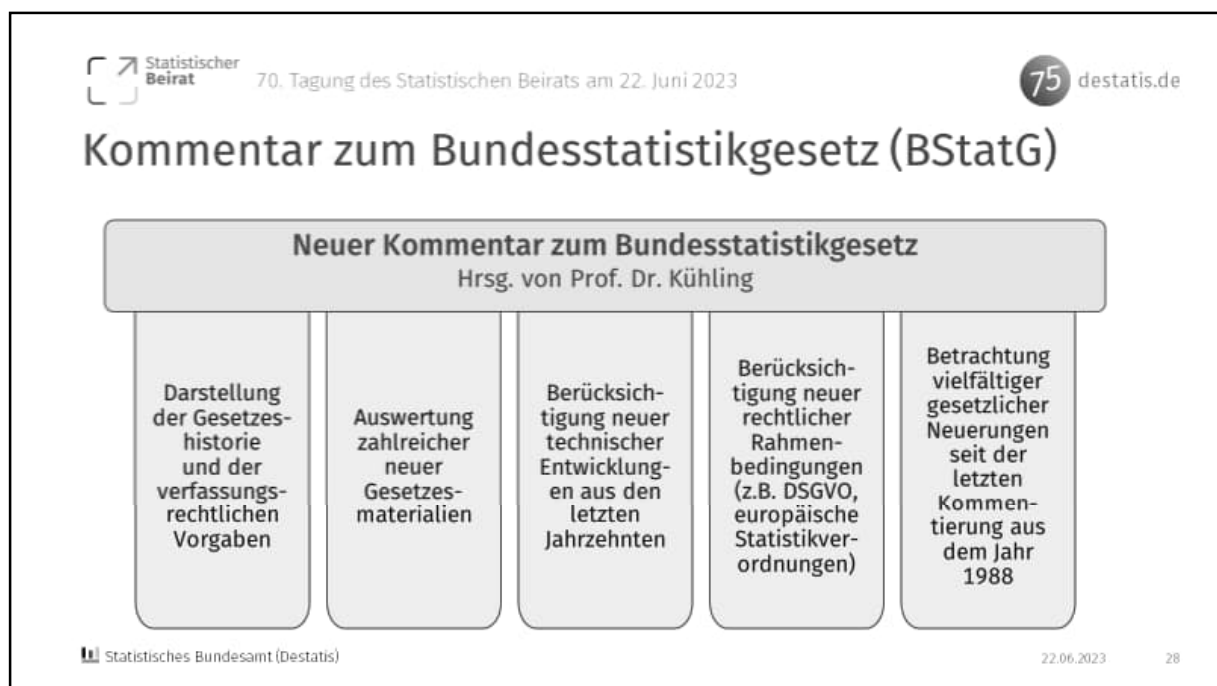 Statistischer
Beirat
70. Tagung des Statistischen Beirats am 22. Juni 2023
75
destatis.de
Kommentar zum Bundesstatistikgesetz (BStatG)
Neuer Kommentar zum Bundesstatistikgesetz
Hrsg. von Prof. Dr. Kühling
Darstellung
der Gesetzes-
historie
und der
verfassungs-
rechtlichen
Vorgaben
Auswertung
zahlreicher
neuer
Gesetzes-
materialien
Berücksich-
tigung neuer
technischer
Entwicklung-
en aus den
letzten
Jahrzehnten
Berücksich-
tigung neuer
rechtlicher
Rahmen-
bedingungen
(z.B. DSGVO,
europäische
Statistikver-
ordnungen)
Betrachtung
vielfältiger
gesetzlicher
Neuerungen
seit der
letzten
Kommen-
tierung aus
dem Jahr
1988
Statistisches Bundesamt (Destatis)
22.06.2023
28